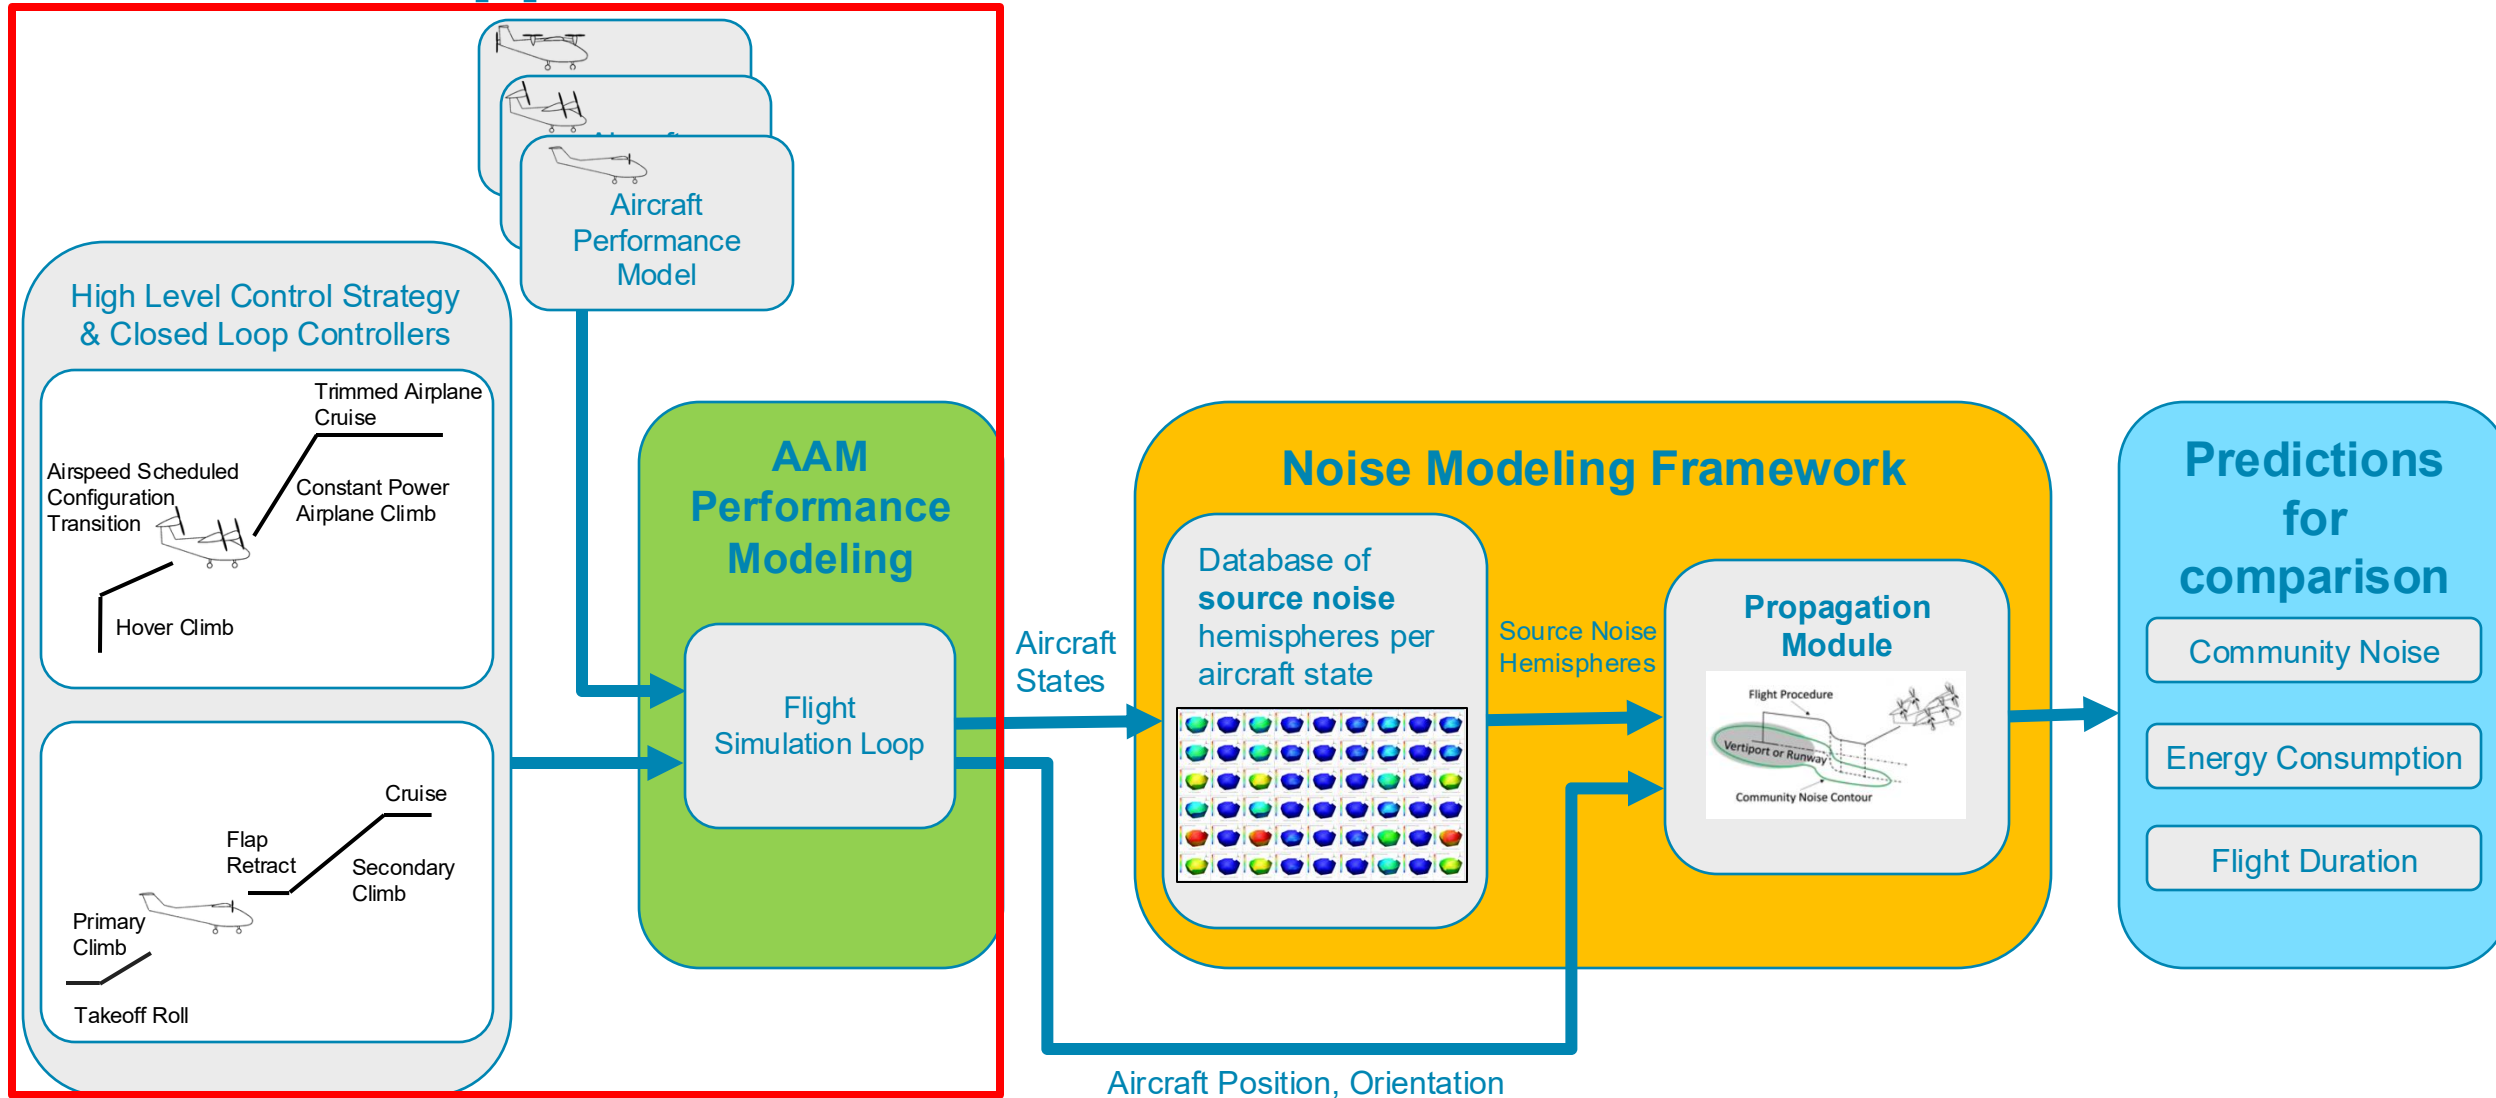 Aircraft
Performance
Model
High Level Control Strategy
& Closed Loop Controllers
Trimmed Airplane
Cruise
Airspeed Scheduled
Configuration
Transition
Constant Power
Airplane Climb
Hover Climb
Cruise
Flap
Retract
Secondary
Climb
Primary
Climb
Takeoff Roll
AAM
Performance
Modeling
Flight
Simulation Loop
Aircraft
States
Aircraft Position, Orientation
Noise Modeling Framework
Database of
source noise
hemispheres per
aircraft state
Source Noise
Hemispheres
Propagation
Module
Flight Procedure
Vertiport or Runway
Community Noise Contour
Predictions
for
comparison
Community Noise
Energy Consumption
Flight Duration